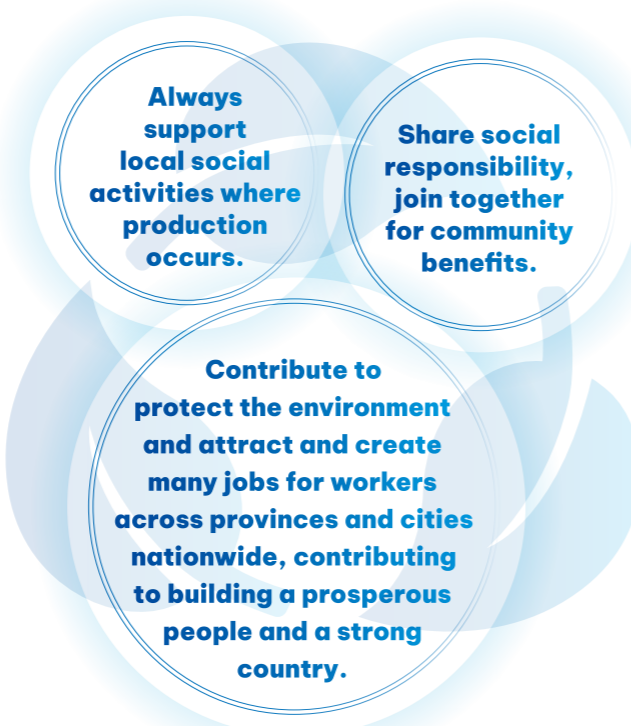 Always
support
local social
activities where
production
occurs.
Share social
responsibility,
join together
for community
benefits.
Contribute to
protect the environment
and attract and create
many jobs for workers
across provinces and cities
nationwide, contributing
to building a prosperous
people and a strong
country.